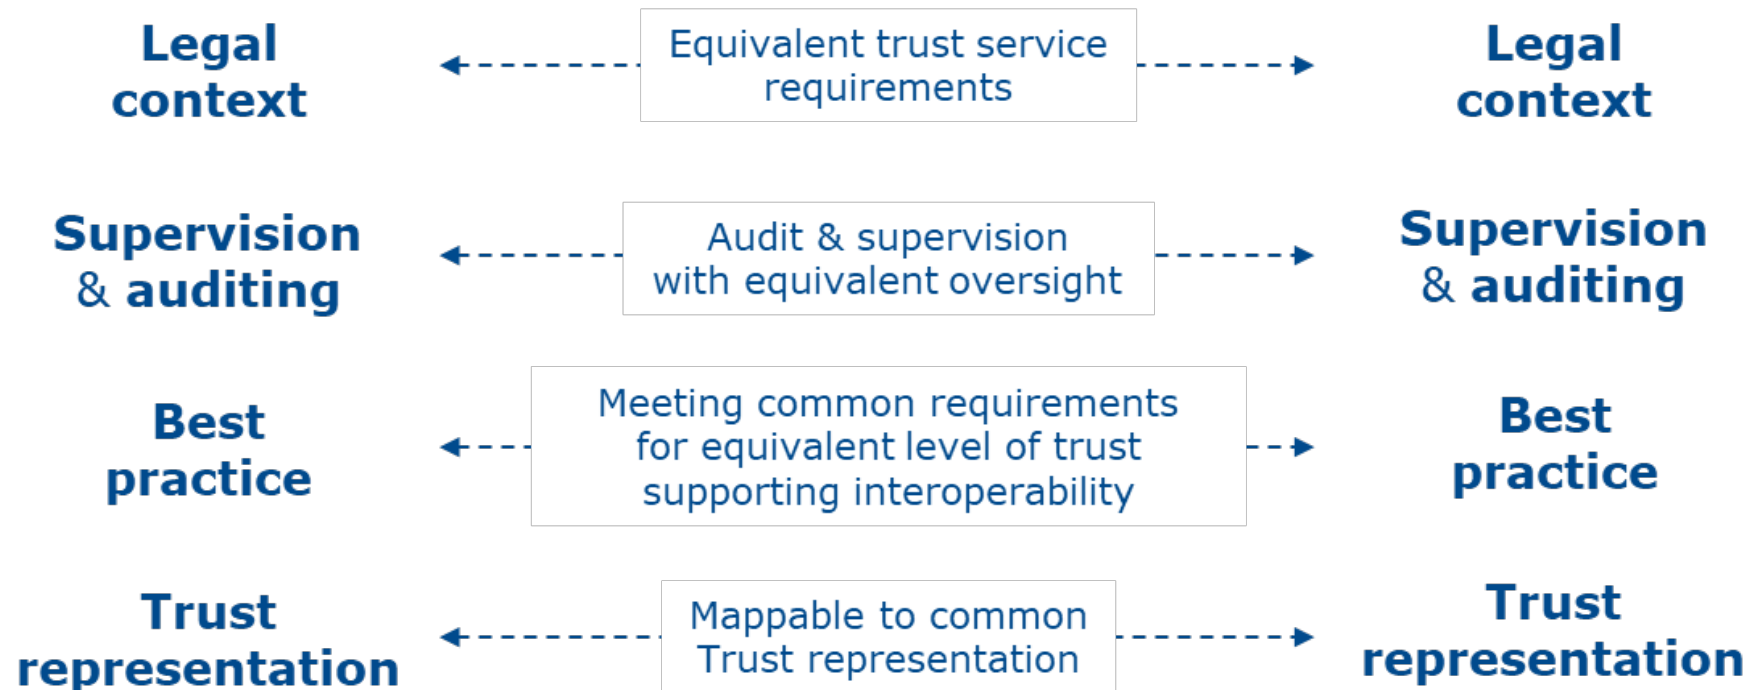 Legal
context
Equivalent trust service
requirements
Legal
context
Supervision
& auditing
Audit & supervision
with equivalent oversight
Supervision
& auditing
Best
practice
Meeting common requirements
for equivalent level of trust
supporting interoperability
Best
practice
Trust
representation
Mappable to common
Trust representation
Trust
representation